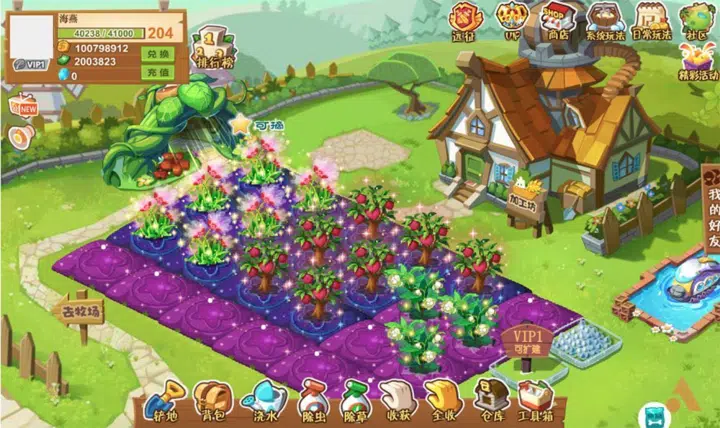 海燕
40238 / 41000
204
100798912
兑换
2003823
充值
0
VIP1
NEW
排行榜
远征
VIP
SHOP
商店
系统玩法
日常玩法
社区
精彩活动
可摘
加工坊
我的好友
去牧场
VIP1
可扩建
铲地
背包
浇水
除虫
除草
收获
全收
仓库
工具箱